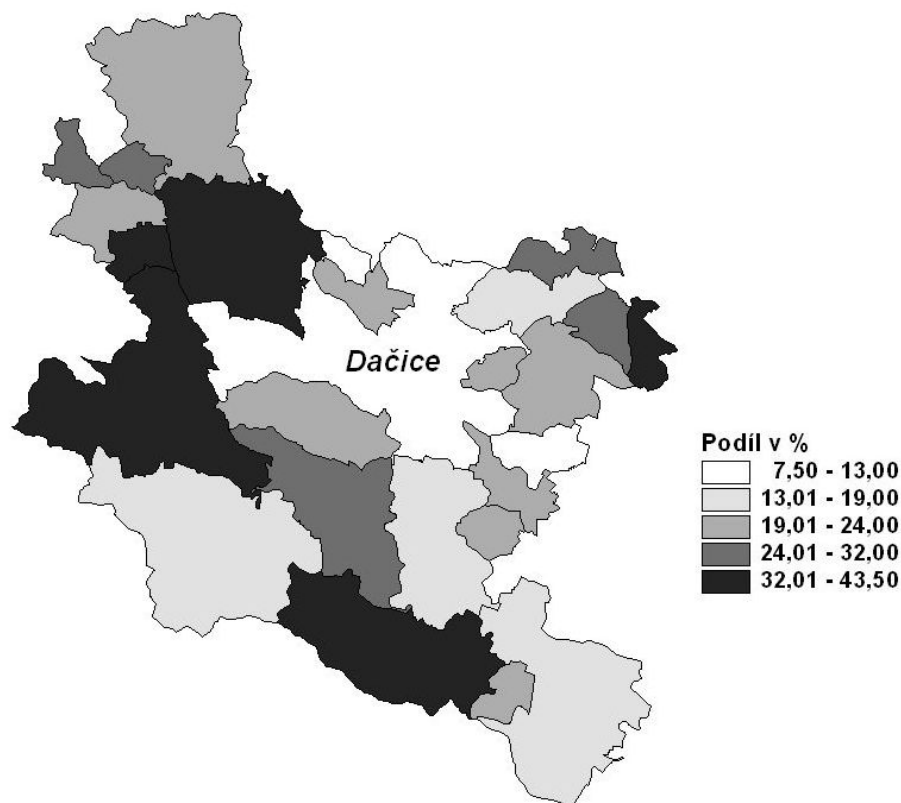 Dačice
Podíl v %
7,50 - 13,00
13,01 - 19,00
19,01 - 24,00
24,01 - 32,00
32,01 - 43,50